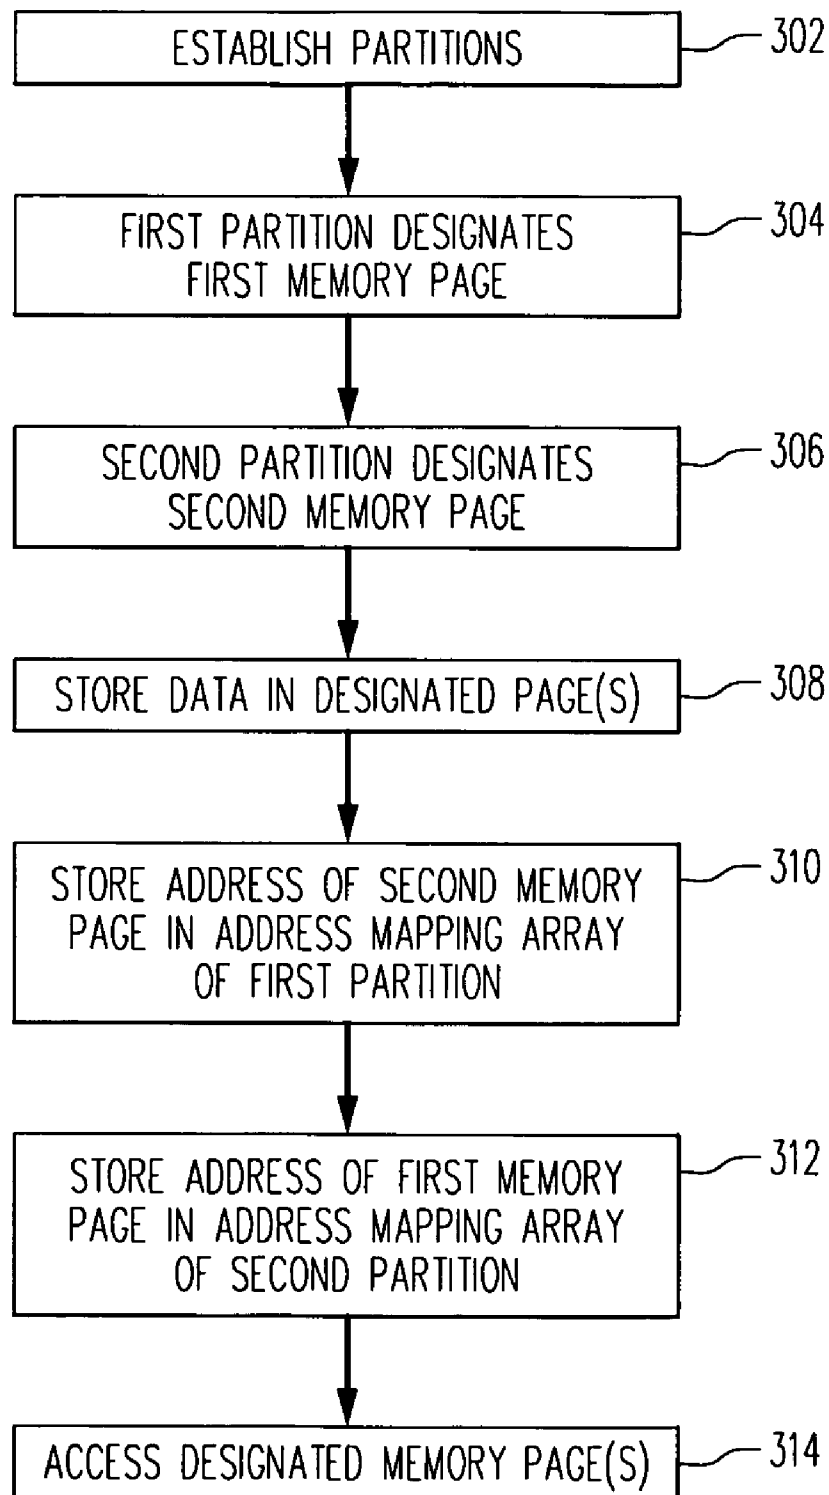 ESTABLISH PARTITIONS
302
FIRST PARTITION DESIGNATES
FIRST MEMORY PAGE
304
SECOND PARTITION DESIGNATES
SECOND MEMORY PAGE
306
STORE DATA IN DESIGNATED PAGE(S)
308
STORE ADDRESS OF SECOND MEMORY
PAGE IN ADDRESS MAPPING ARRAY
OF FIRST PARTITION
310
STORE ADDRESS OF FIRST MEMORY
PAGE IN ADDRESS MAPPING ARRAY
OF SECOND PARTITION
312
ACCESS DESIGNATED MEMORY PAGE(S)
314